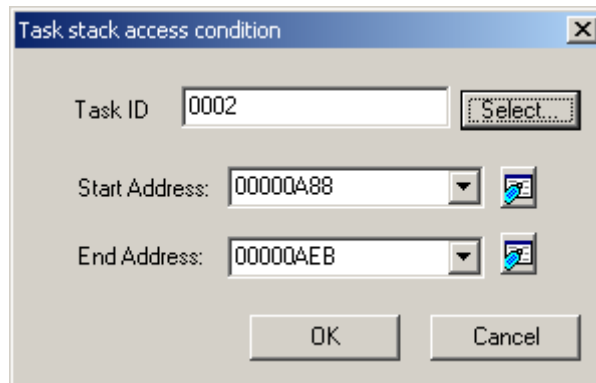 Task stack access condition
Task ID 0002 Select...
Start Address: 00000A88
End Address: 00000AEB
OK Cancel